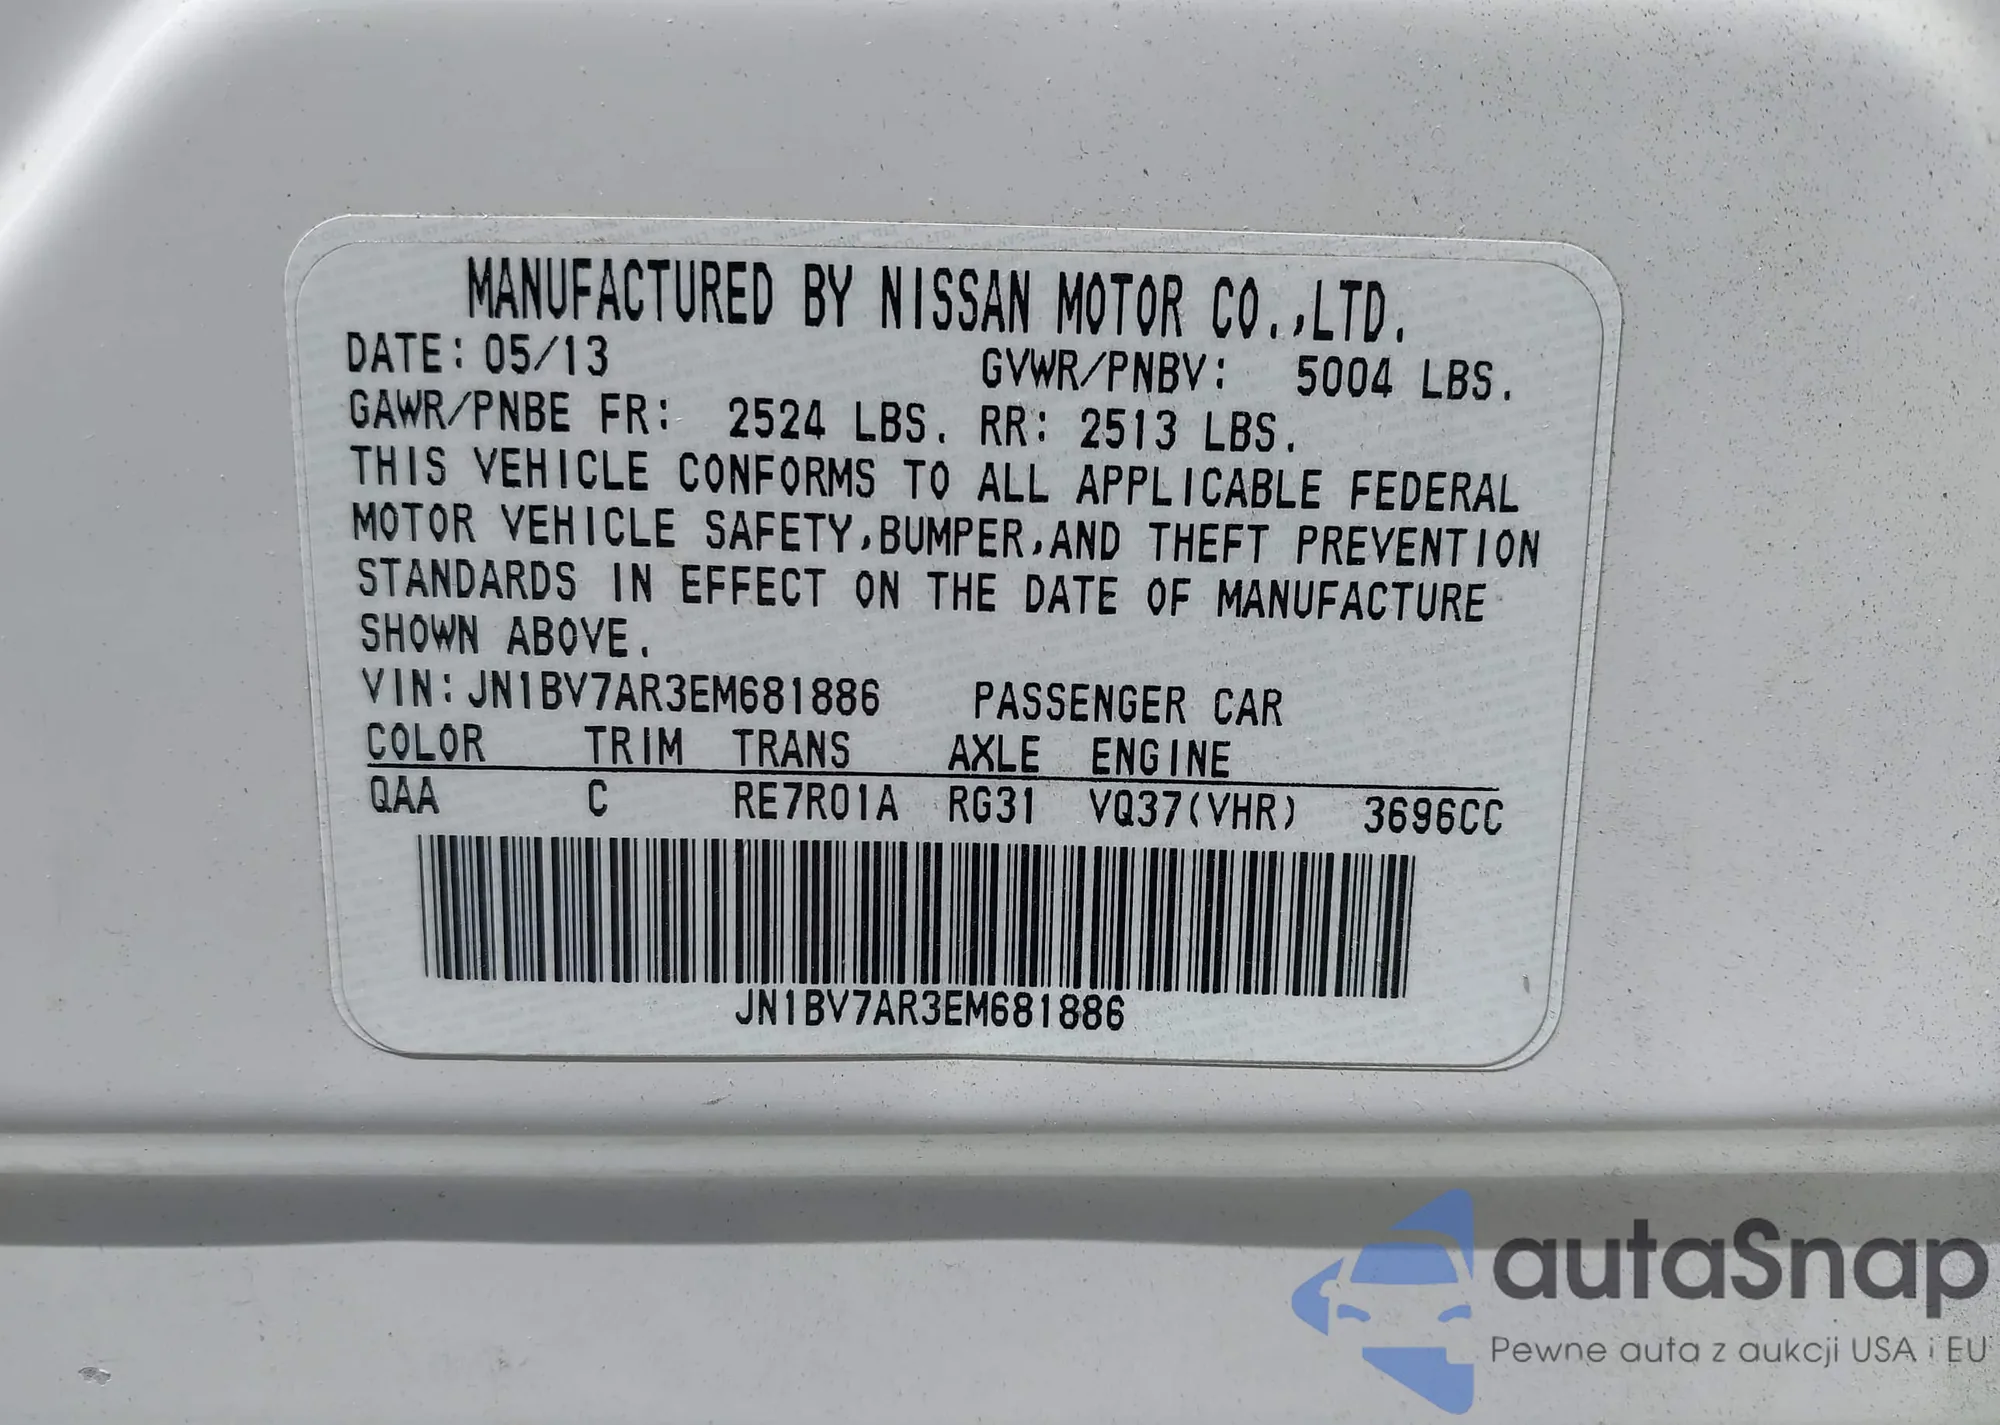 MANUFACTURED BY NISSAN MOTOR CO.,LTD.
DATE: 05/13 GVWR/PNBV: 5004 LBS.
GAWR/PNBE FR: 2524 LBS. RR: 2513 LBS.
THIS VEHICLE CONFORMS TO ALL APPLICABLE FEDERAL
MOTOR VEHICLE SAFETY,BUMPER,AND THEFT PREVENTION
STANDARDS IN EFFECT ON THE DATE OF MANUFACTURE
SHOWN ABOVE.
VIN: JN1BV7AR3EM681886 PASSENGER CAR
COLOR TRIM TRANS AXLE ENGINE
QAA C RE7R01A RG31 VQ37(VHR) 3696CC
JN1BV7AR3EM681886
autaSnap
Pewne auta z aukcji USA i EU